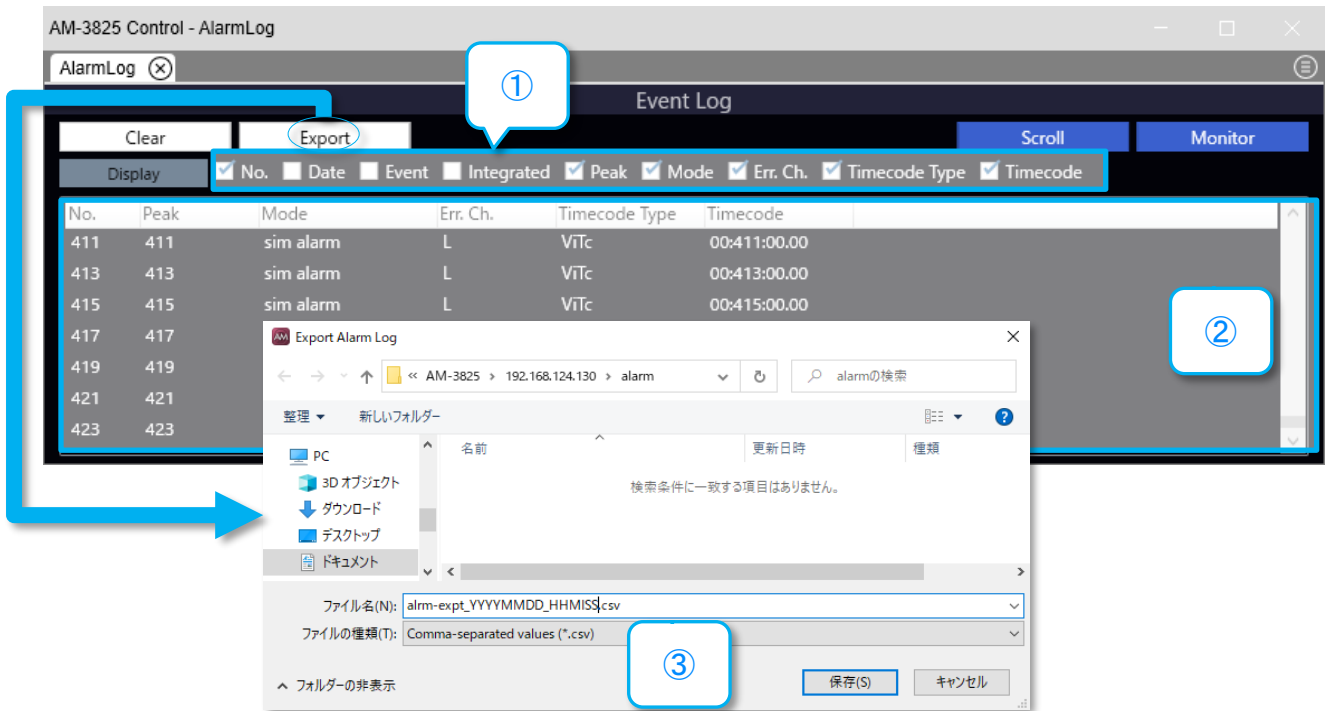 AM-3825 Control - AlarmLog
AlarmLog
①
Event Log
Clear Export Scroll Monitor
Display No. Date Event Integrated Peak Mode Err. Ch. Timecode Type Timecode
No. Peak Mode Err. Ch. Timecode Type Timecode
411 411 sim alarm L ViTc 00:411:00.00
413 413 sim alarm L ViTc 00:413:00.00
415 415 sim alarm L ViTc 00:415:00.00
②
417 417
419 419
421 421
423 423
AM Export Alarm Log
« AM-3825 › 192.168.124.130 › alarm alarmの検索
整理 新しいフォルダー
名前 更新日時 種類
検索条件に一致する項目はありません。
PC
3D オブジェクト
ダウンロード
デスクトップ
ドキュメント
ファイル名(N): alrm-expt_YYYYMMDD_HHMISS.csv
ファイルの種類(T): Comma-separated values (*.csv)
③
フォルダーの非表示 保存(S) キャンセル